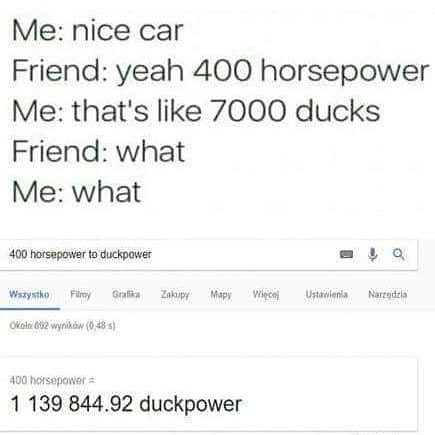 Me: nice car
Friend: yeah 400 horsepower
Me: that's like 7000 ducks
Friend: what
Me: what
400 horsepower to duckpower
Wszystko Filmy Grafika Zakupy Mapy Więcej Ustawienia Narzędzia
Około 892 wyników (0,48 s)
400 horsepower =
1 139 844.92 duckpower